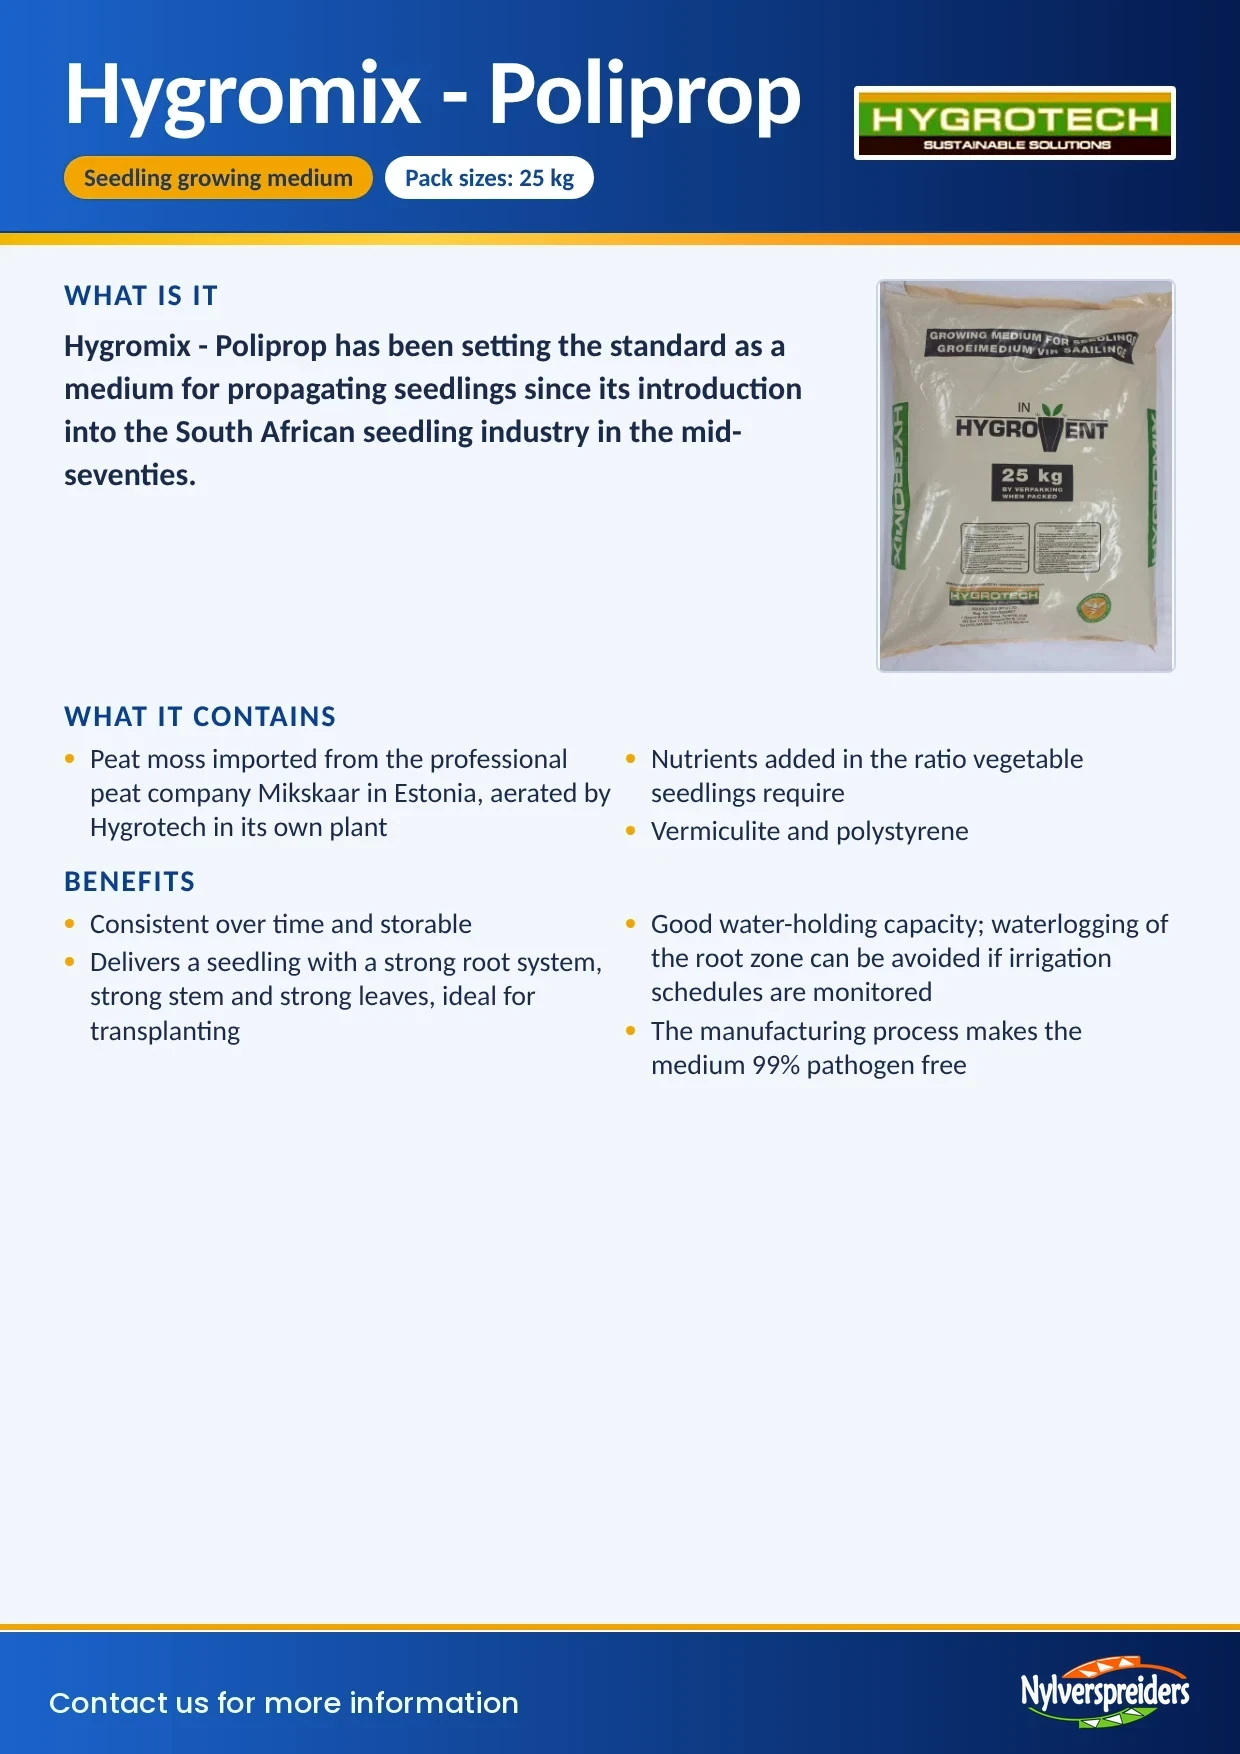 Hygromix - Poliprop
HYGROTECH
SUSTAINABLE SOLUTIONS
Seedling growing medium
Pack sizes: 25 kg
WHAT IS IT
Hygromix - Poliprop has been setting the standard as a
medium for propagating seedlings since its introduction
into the South African seedling industry in the mid-
seventies.
GROWING MEDIUM FOR SEEDLINGS
GROEIMEDIUM VIR SAAILINGE
IN
HYGROVENT
HYGROMIX
HYGROMIX
25 kg
BY VERPAKKING
WHEN PACKED
HYGROTECH
WHAT IT CONTAINS
• Peat moss imported from the professional
peat company Mikskaar in Estonia, aerated by
Hygrotech in its own plant
• Nutrients added in the ratio vegetable
seedlings require
• Vermiculite and polystyrene
BENEFITS
• Consistent over time and storable
• Delivers a seedling with a strong root system,
strong stem and strong leaves, ideal for
transplanting
• Good water-holding capacity; waterlogging of
the root zone can be avoided if irrigation
schedules are monitored
• The manufacturing process makes the
medium 99% pathogen free
Contact us for more information
Nylverspreiders